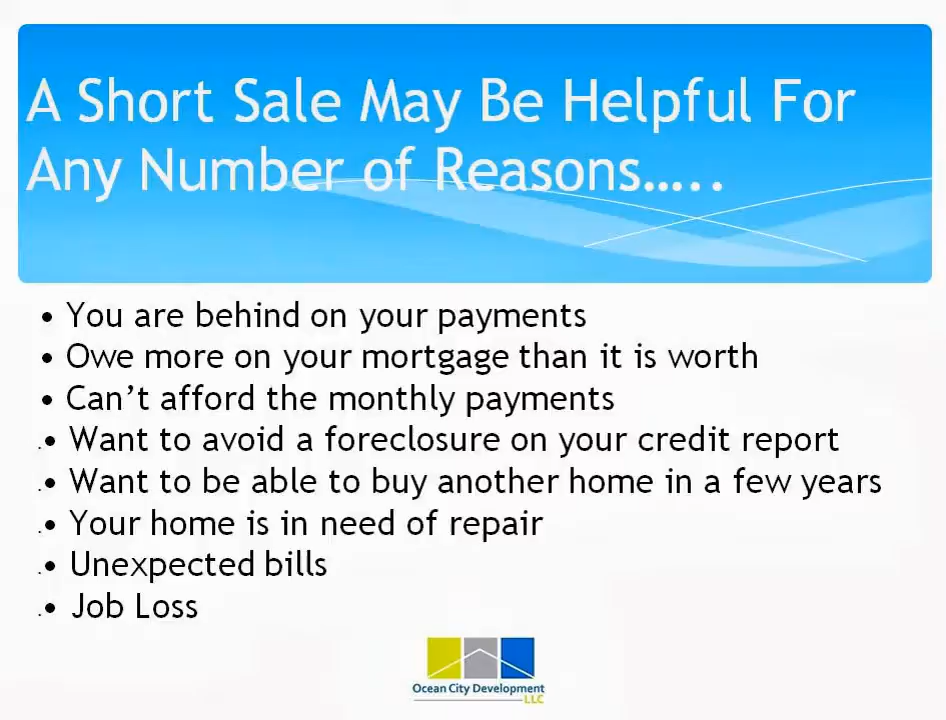 A Short Sale May Be Helpful For
Any Number of Reasons…..
• You are behind on your payments
• Owe more on your mortgage than it is worth
• Can’t afford the monthly payments
.• Want to avoid a foreclosure on your credit report
.• Want to be able to buy another home in a few years
.• Your home is in need of repair
.• Unexpected bills
.• Job Loss
Ocean City Development
LLC